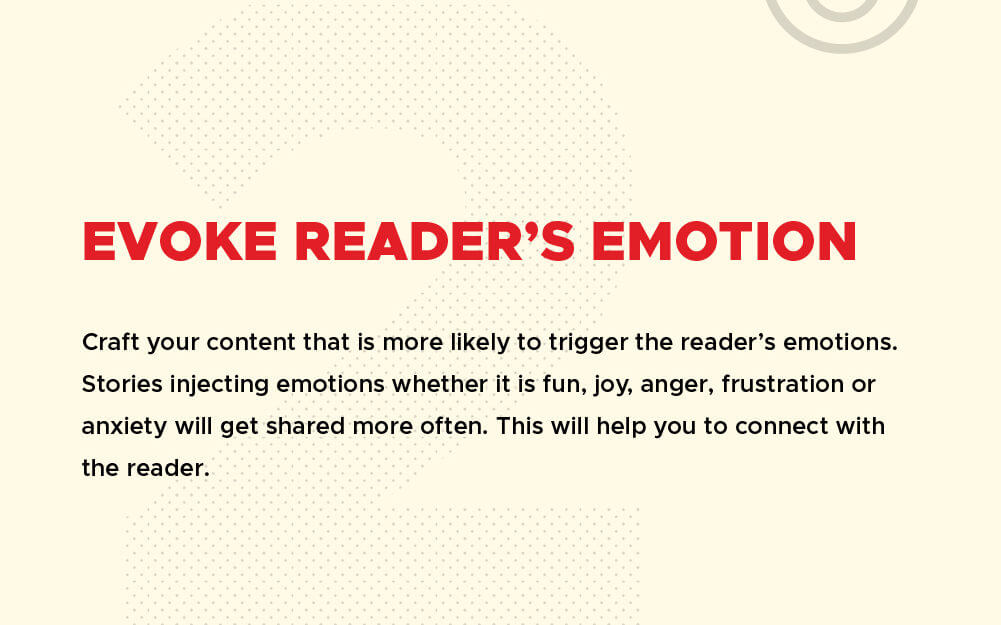 EVOKE READER’S EMOTION
Craft your content that is more likely to trigger the reader’s emotions.
Stories injecting emotions whether it is fun, joy, anger, frustration or
anxiety will get shared more often. This will help you to connect with
the reader.
2